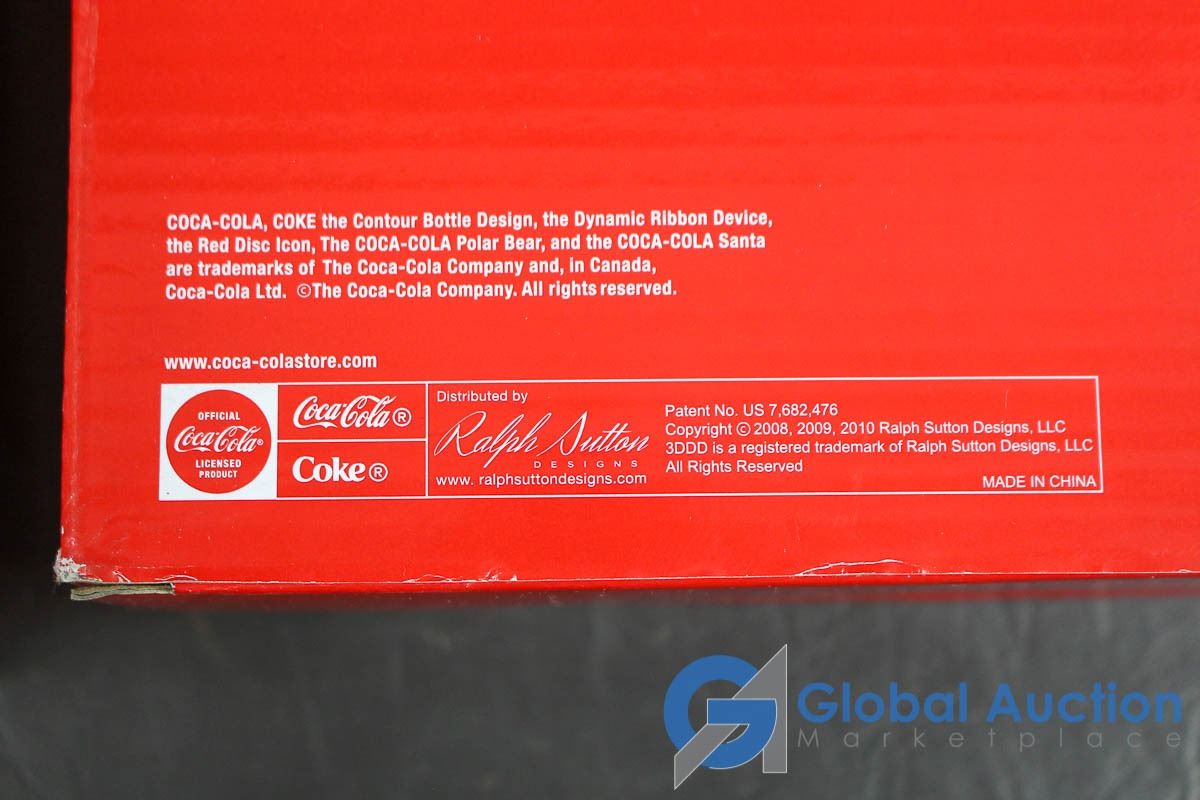 COCA-COLA, COKE the Contour Bottle Design, the Dynamic Ribbon Device,
the Red Disc Icon, The COCA-COLA Polar Bear, and the COCA-COLA Santa
are trademarks of The Coca-Cola Company and, in Canada,
Coca-Cola Ltd. ©The Coca-Cola Company. All rights reserved.
www.coca-colastore.com
OFFICIAL
Coca-Cola®
LICENSED
PRODUCT
Coca-Cola®
Coke®
Distributed by
Ralph Sutton
DESIGNS
www. ralphsuttondesigns.com
Patent No. US 7,682,476
Copyright © 2008, 2009, 2010 Ralph Sutton Designs, LLC
3DDD is a registered trademark of Ralph Sutton Designs, LLC
All Rights Reserved
MADE IN CHINA
Global Auction
Marketplace